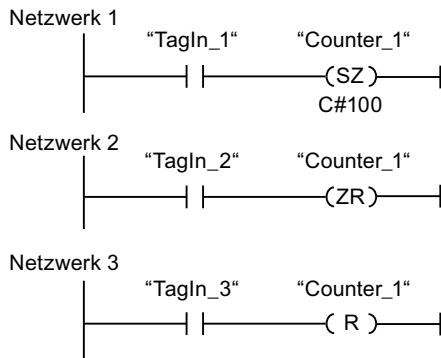 Netzwerk 1
“TagIn_1“ “Counter_1“
SZ
C#100
Netzwerk 2
“TagIn_2“ “Counter_1“
ZR
Netzwerk 3
“TagIn_3“ “Counter_1“
R